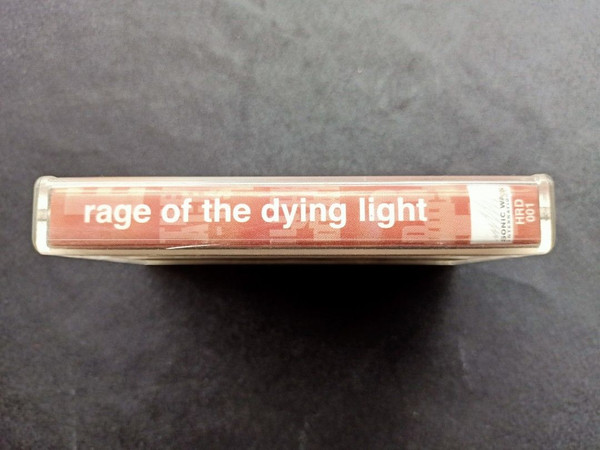 rage of the dying light
HRD
001